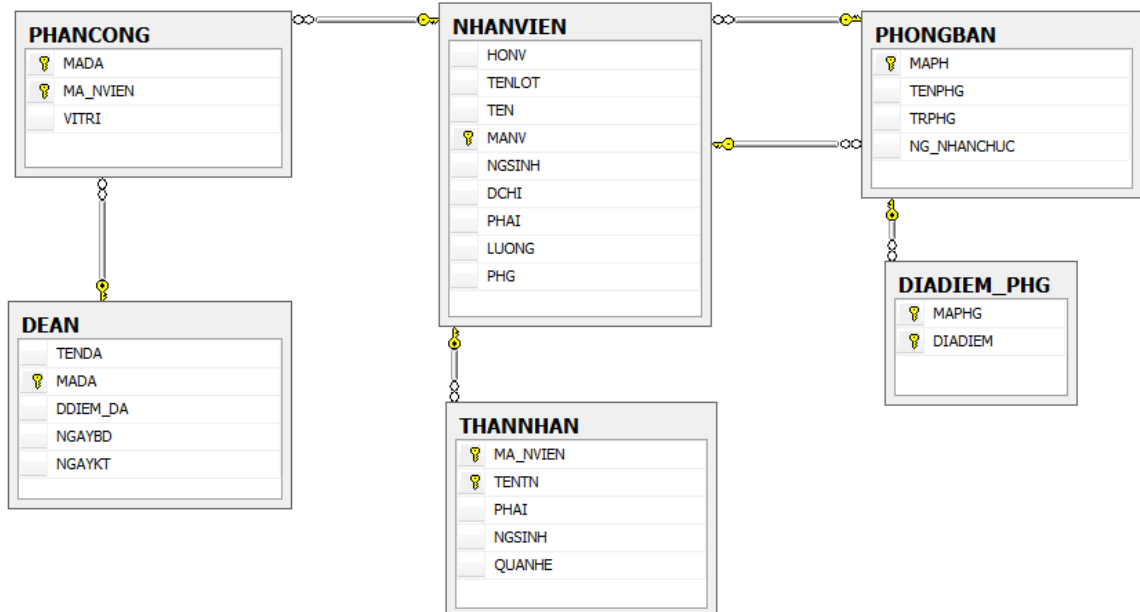 PHANCONG
MADA
MA_NVIEN
VITRI
NHANVIEN
HONV
TENLOT
TEN
MANV
NGSINH
DCHI
PHAI
LUONG
PHG
PHONGBAN
MAPH
TENPHG
TRPHG
NG_NHANCHUC
DIADIEM_PHG
MAPHG
DIADIEM
DEAN
TENDA
MADA
DDIEM_DA
NGAYBD
NGAYKT
THANNHAN
MA_NVIEN
TENTN
PHAI
NGSINH
QUANHE